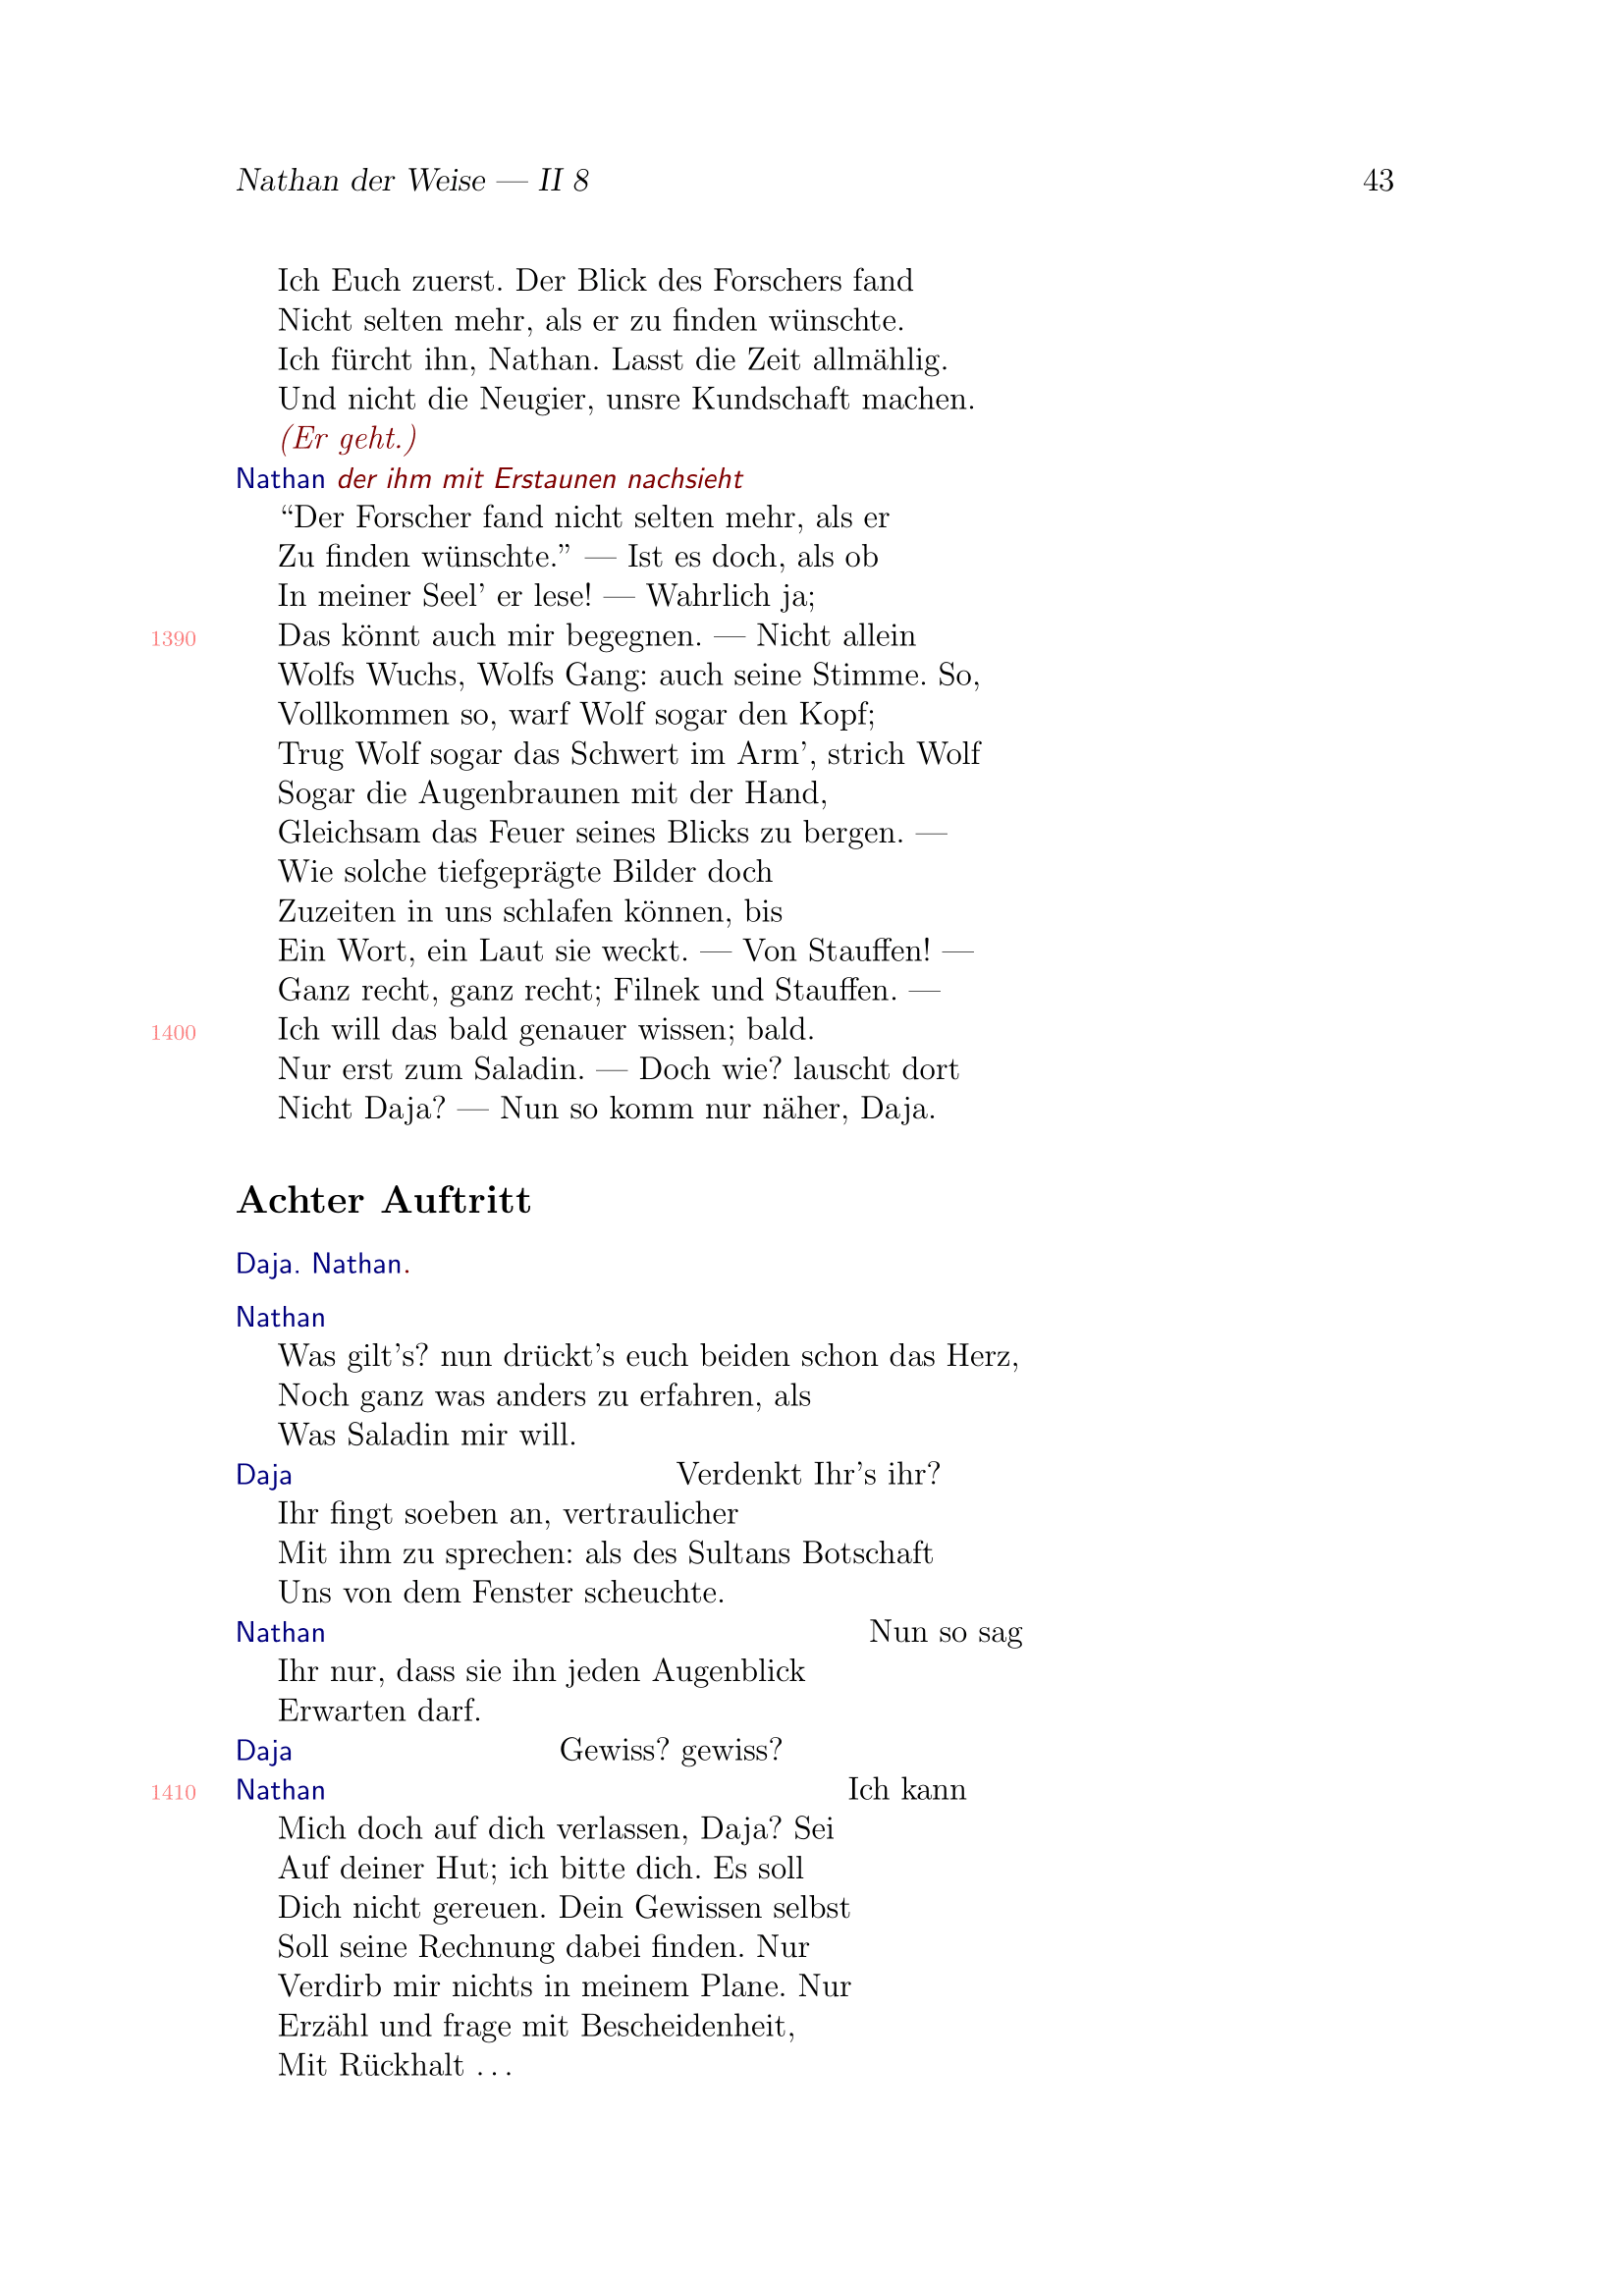 Nathan der Weise — II 8 43
Ich Euch zuerst. Der Blick des Forschers fand
Nicht selten mehr, als er zu finden wünschte.
Ich fürcht ihn, Nathan. Lasst die Zeit allmählig.
Und nicht die Neugier, unsre Kundschaft machen.
(Er geht.)
Nathan der ihm mit Erstaunen nachsieht
“Der Forscher fand nicht selten mehr, als er
Zu finden wünschte.” — Ist es doch, als ob
In meiner Seel’ er lese! — Wahrlich ja;
1390 Das könnt auch mir begegnen. — Nicht allein
Wolfs Wuchs, Wolfs Gang: auch seine Stimme. So,
Vollkommen so, warf Wolf sogar den Kopf;
Trug Wolf sogar das Schwert im Arm’, strich Wolf
Sogar die Augenbraunen mit der Hand,
Gleichsam das Feuer seines Blicks zu bergen. —
Wie solche tiefgeprägte Bilder doch
Zuzeiten in uns schlafen können, bis
Ein Wort, ein Laut sie weckt. — Von Stauffen! —
Ganz recht, ganz recht; Filnek und Stauffen. —
1400 Ich will das bald genauer wissen; bald.
Nur erst zum Saladin. — Doch wie? lauscht dort
Nicht Daja? — Nun so komm nur näher, Daja.
Achter Auftritt
Daja. Nathan.
Nathan
Was gilt’s? nun drückt’s euch beiden schon das Herz,
Noch ganz was anders zu erfahren, als
Was Saladin mir will.
Daja Verdenkt Ihr’s ihr?
Ihr fingt soeben an, vertraulicher
Mit ihm zu sprechen: als des Sultans Botschaft
Uns von dem Fenster scheuchte.
Nathan Nun so sag
Ihr nur, dass sie ihn jeden Augenblick
Erwarten darf.
Daja Gewiss? gewiss?
1410 Nathan Ich kann
Mich doch auf dich verlassen, Daja? Sei
Auf deiner Hut; ich bitte dich. Es soll
Dich nicht gereuen. Dein Gewissen selbst
Soll seine Rechnung dabei finden. Nur
Verdirb mir nichts in meinem Plane. Nur
Erzähl und frage mit Bescheidenheit,
Mit Rückhalt …